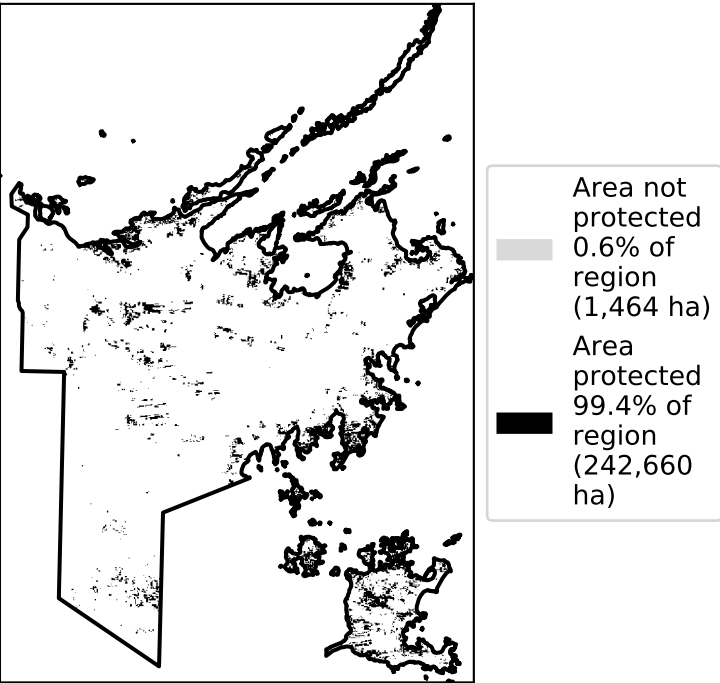 Area not
protected
0.6% of
region
(1,464 ha)
Area
protected
99.4% of
region
(242,660
ha)